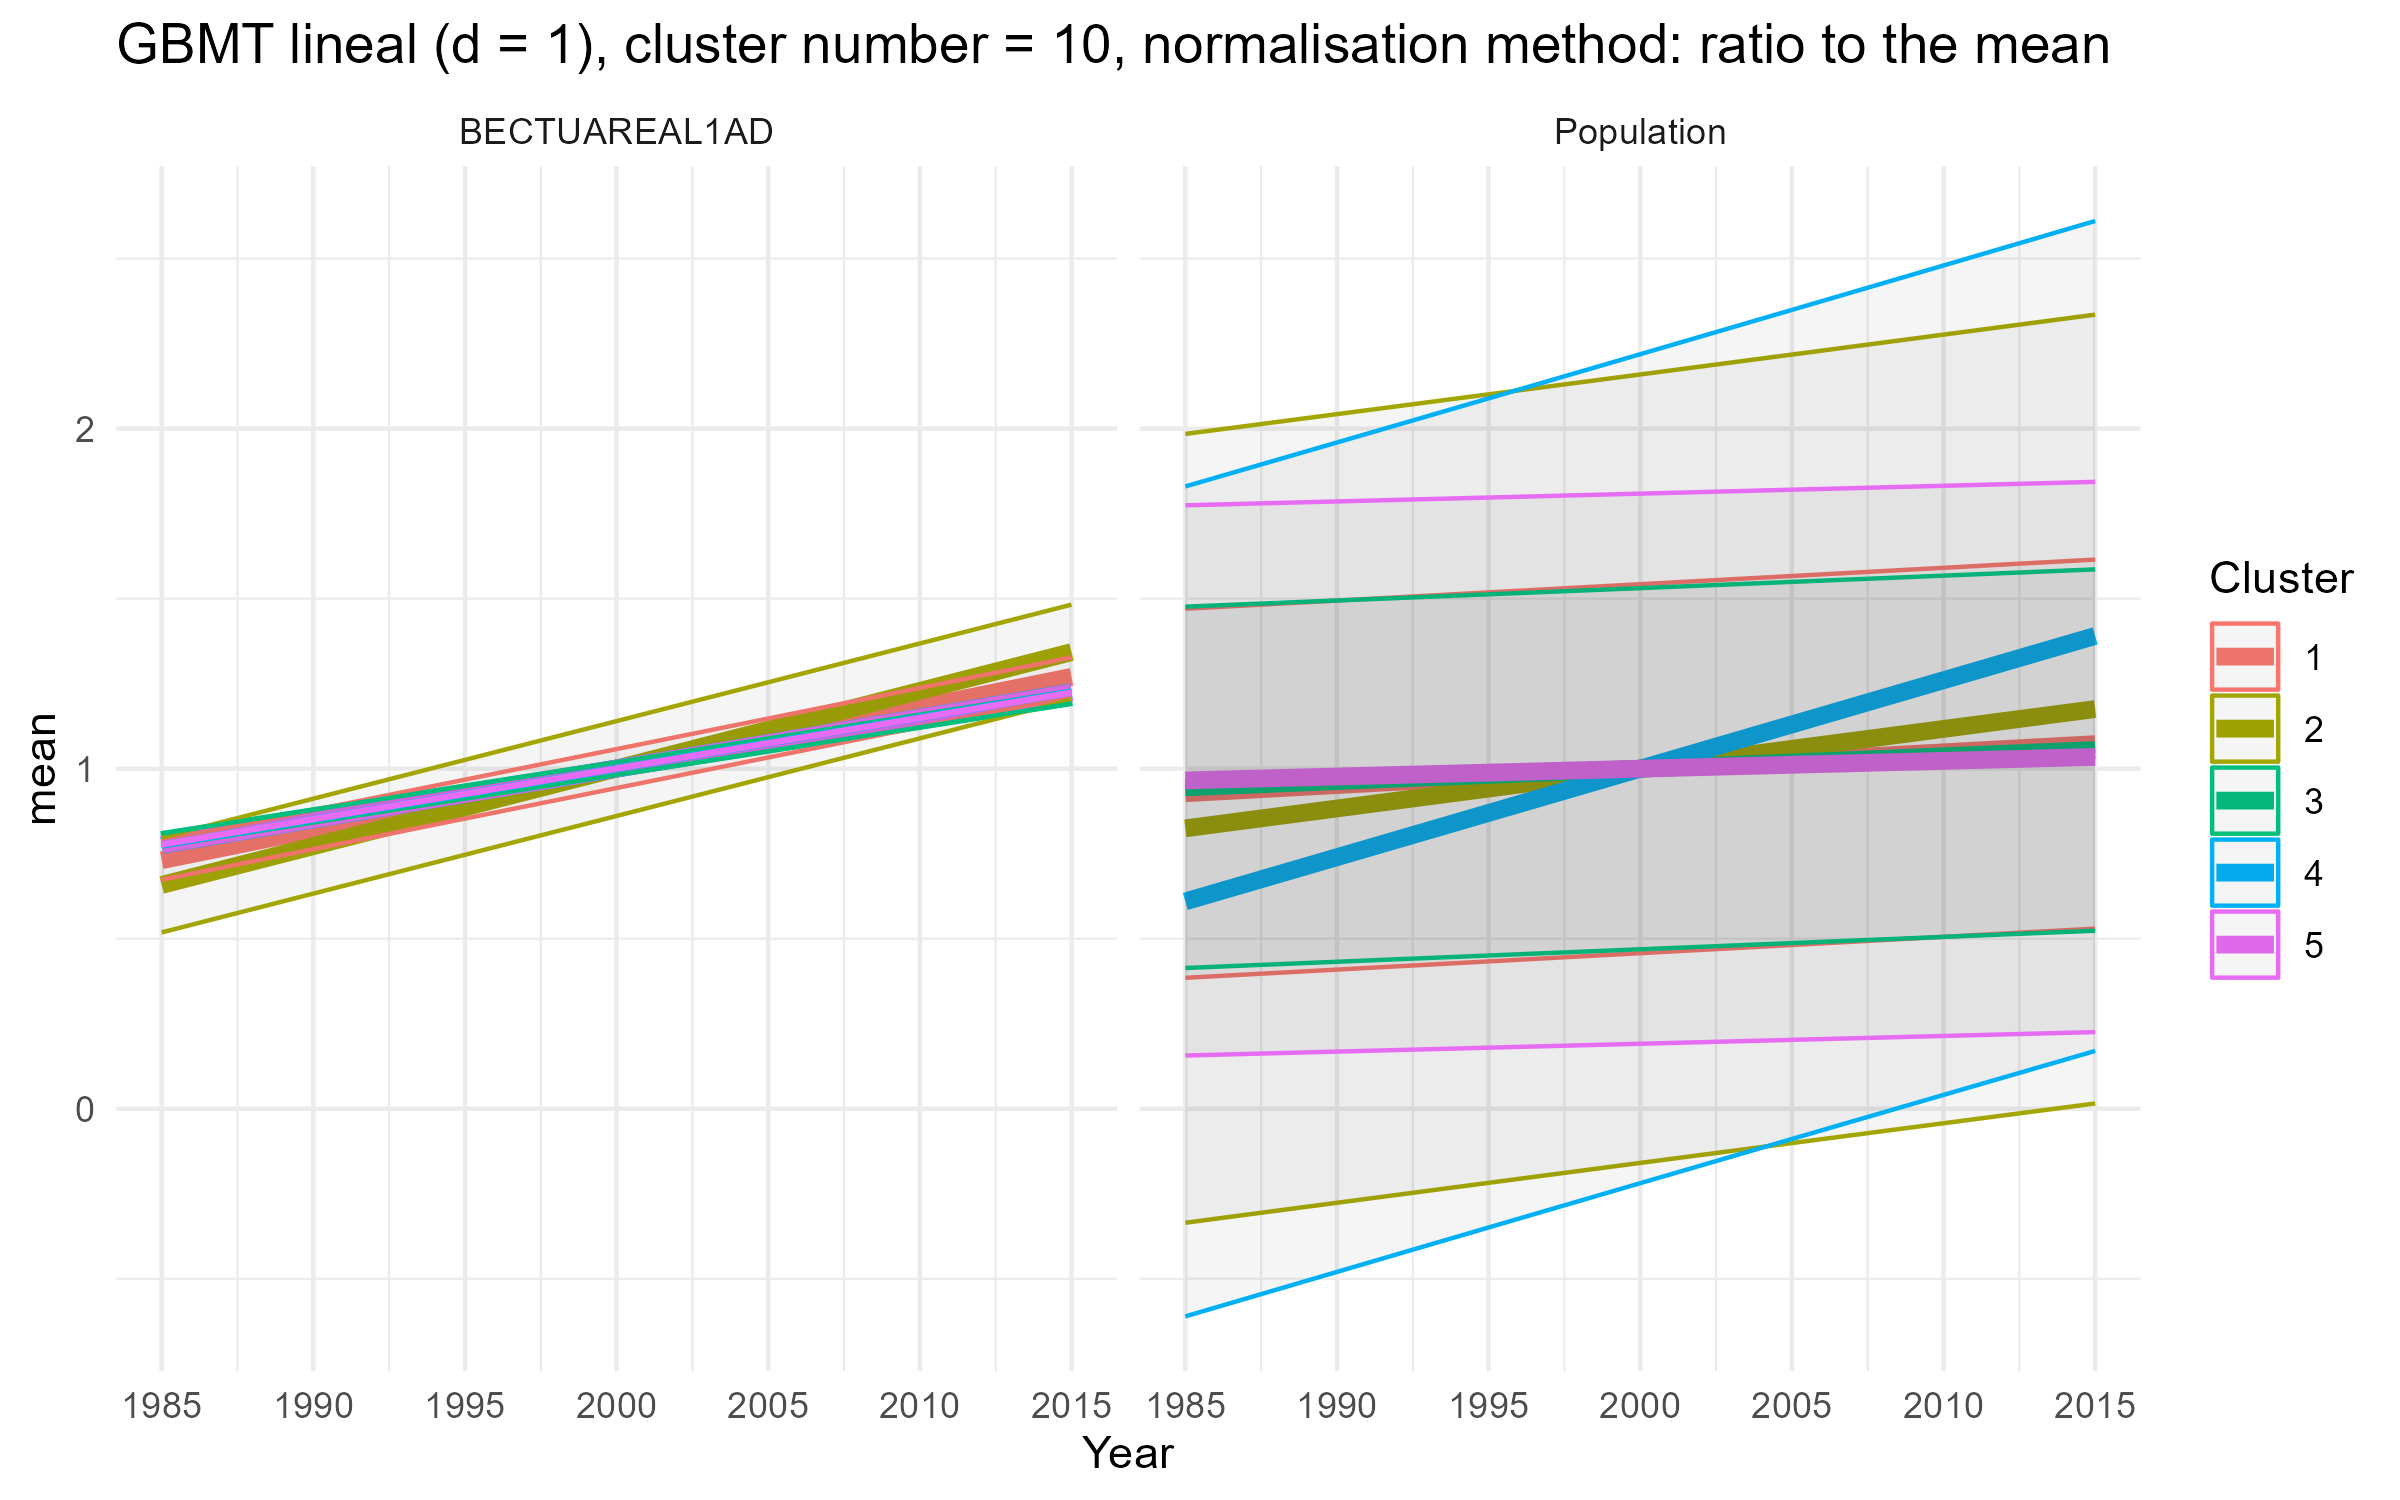 GBMT lineal (d = 1), cluster number = 10, normalisation method: ratio to the mean
BECTUAREAL1AD
Population
mean
2
1
0
1985 1990 1995 2000 2005 2010 2015
1985 1990 1995 2000 2005 2010 2015
Year
Cluster
1
2
3
4
5